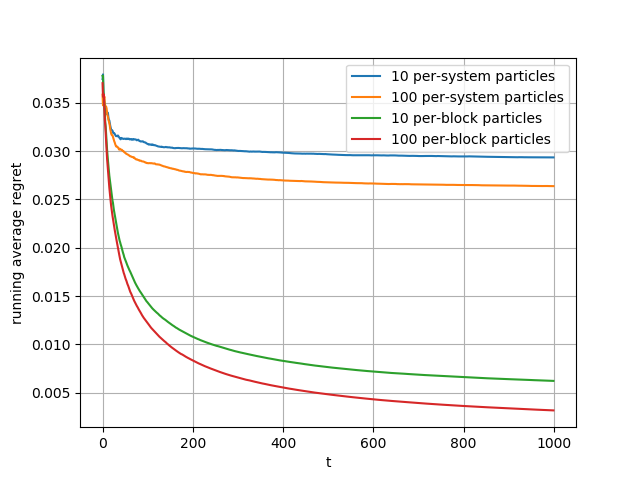 10 per-system particles
100 per-system particles
10 per-block particles
100 per-block particles
running average regret
0.035
0.030
0.025
0.020
0.015
0.010
0.005
0 200 400 600 800 1000
t